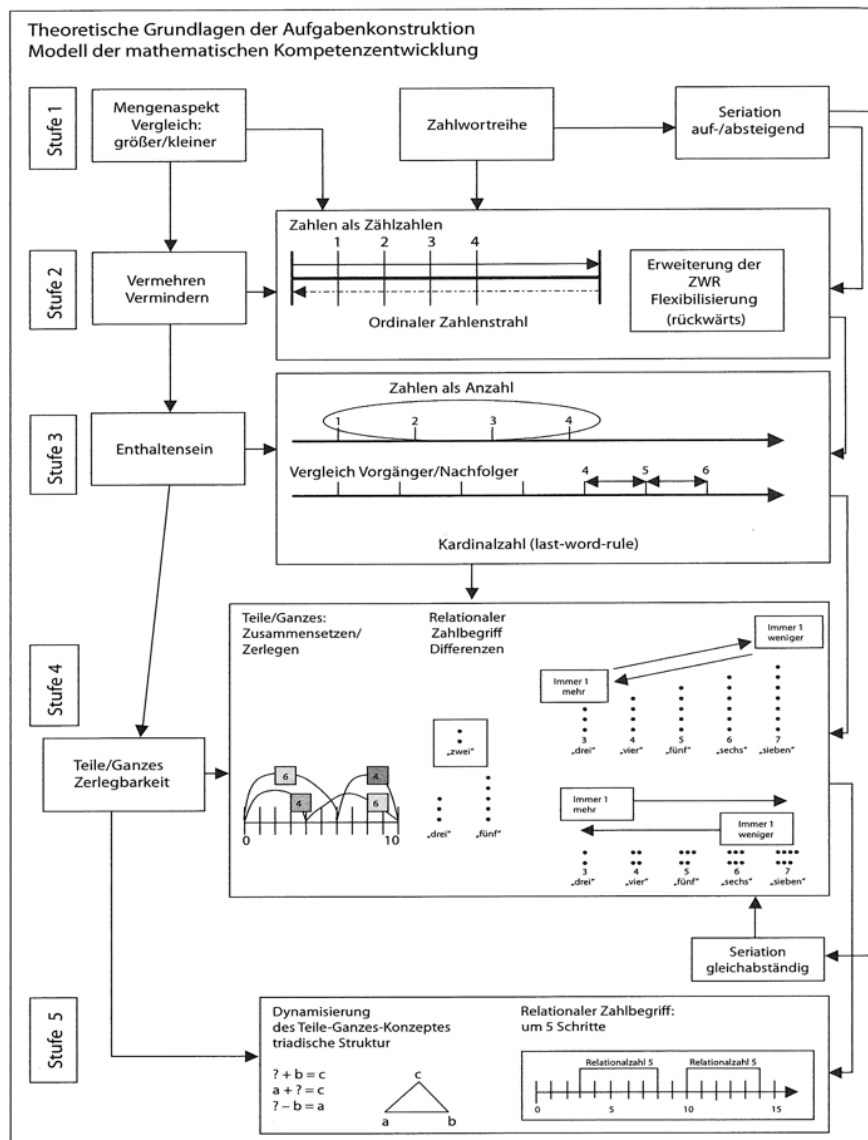 Theoretische Grundlagen der Aufgabenkonstruktion
Modell der mathematischen Kompetenzentwicklung
Stufe 1
Mengenaspekt
Vergleich:
größer/kleiner
Zahlwortreihe
Seriation
auf-/absteigend
Stufe 2
Vermehren
Vermindern
Zahlen als Zählzahlen
1 2 3 4
Ordinaler Zahlenstrahl
Erweiterung der
ZWR
Flexibilisierung
(rückwärts)
Stufe 3
Enthaltensein
Zahlen als Anzahl
1 2 3 4
Vergleich Vorgänger/Nachfolger
4 5 6
Kardinalzahl (last-word-rule)
Stufe 4
Teile/Ganzes
Zerlegbarkeit
Teile/Ganzes:
Zusammensetzen/
Zerlegen
6 4
4 6
0 10
Relationaler
Zahlbegriff
Differenzen
„zwei“
„drei“ „fünf“
Immer 1
weniger
Immer 1
mehr
3 4 5 6 7
„drei“ „vier“ „fünf“ „sechs“ „sieben“
Immer 1
mehr
Immer 1
weniger
3 4 5 6 7
„drei“ „vier“ „fünf“ „sechs“ „sieben“
Seriation
gleichabständig
Stufe 5
Dynamisierung
des Teile-Ganzes-Konzeptes
triadische Struktur
? + b = c
a + ? = c
? – b = a
c
a b
Relationaler Zahlbegriff:
um 5 Schritte
Relationalzahl 5 Relationalzahl 5
0 5 10 15